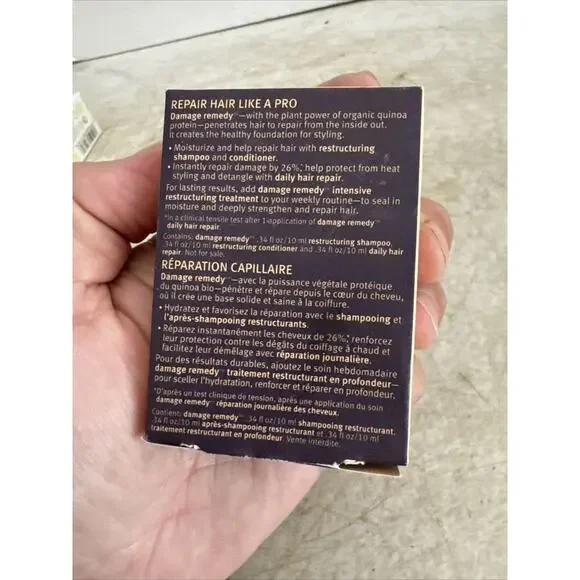 REPAIR HAIR LIKE A PRO
Damage remedy™—with the plant power of organic quinoa
protein—penetrates hair to repair from the inside out.
It creates the healthy foundation for styling.
• Moisturize and help repair hair with restructuring
shampoo and conditioner.
• Instantly repair damage by 26%,* help protect from heat
styling and detangle with daily hair repair.
For lasting results, add damage remedy™ intensive
restructuring treatment to your weekly routine—to seal in
moisture and deeply strengthen and repair hair.
*In a clinical tensile test after 1-application of damage remedy™
daily hair repair.
Contains: damage remedy™ .34 fl oz/10 ml restructuring shampoo,
.34 fl oz/10 ml restructuring conditioner and .34 fl oz/10 ml daily hair
repair. Not for sale.
RÉPARATION CAPILLAIRE
Damage remedy™—avec la puissance végétale protéique
du quinoa bio—pénètre et répare depuis le cœur du cheveu,
où il crée une base solide et saine à la coiffure.
• Hydratez et favorisez la réparation avec le shampooing et
l'après-shampooing restructurants.
• Réparez instantanément les cheveux de 26%,* renforcez
leur protection contre les dégâts du coiffage à chaud et
facilitez leur démêlage avec réparation journalière.
Pour des résultats durables, ajoutez le soin hebdomadaire
damage remedy™ traitement restructurant en profondeur—
pour sceller l'hydratation, renforcer et réparer en profondeur.
*D'après un test clinique de tension, après une application du soin
damage remedy™ réparation journalière des cheveux.
Contient: damage remedy™ .34 fl oz/10 ml shampooing restructurant,
.34 fl oz/10 ml après-shampooing restructurant et .34 fl oz/10 ml
traitement restructurant en profondeur. Vente interdite.